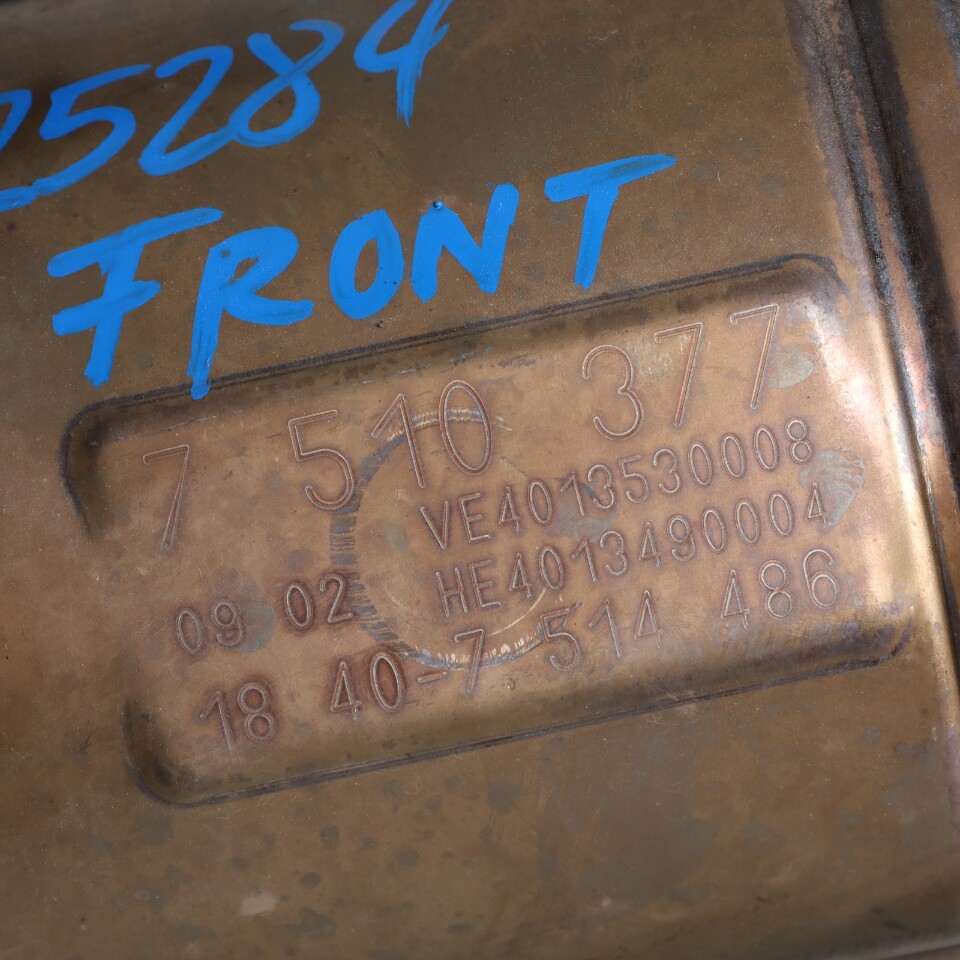 25284
FRONT
7 510 377
VE4013530008
09 02 HE4013490004
18 40-7 514 486